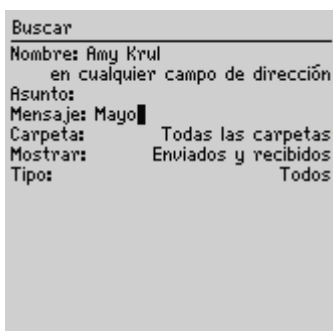 Buscar
Nombre: Amy Krul
en cualquier campo de dirección
Asunto:
Mensaje: Mayo
Carpeta: Todas las carpetas
Mostrar: Enviados y recibidos
Tipo: Todos